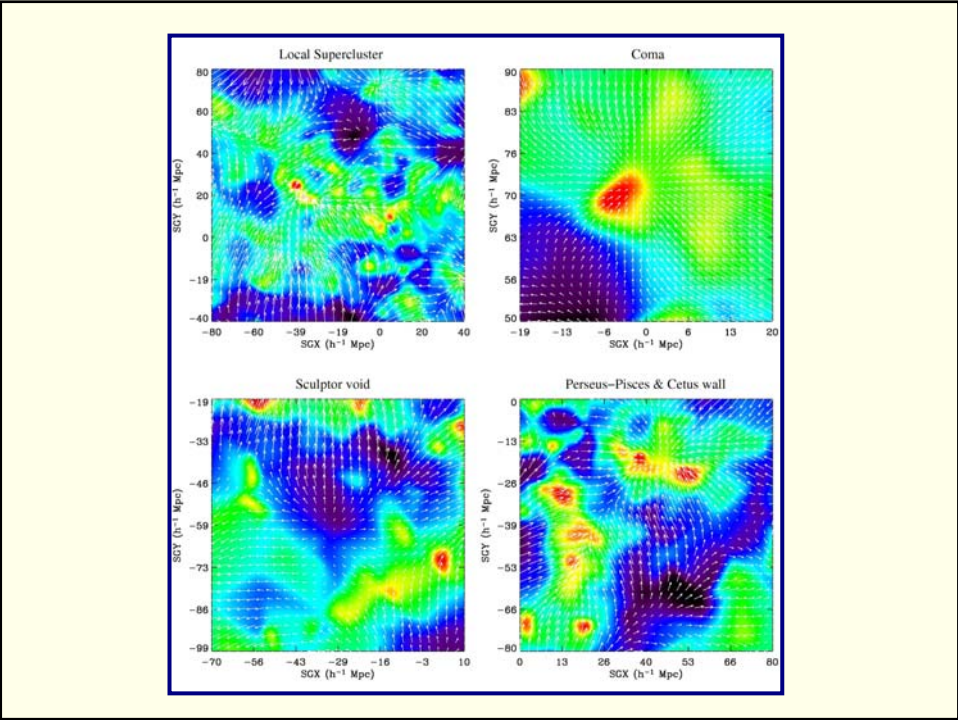 Local Supercluster
80
60
40
20
0
−19
−40
SGY (h⁻¹ Mpc)
−80 −60 −39 −19 0 20 40
SGX (h⁻¹ Mpc)
Coma
90
83
76
70
63
56
50
SGY (h⁻¹ Mpc)
−19 −13 −6 0 6 13 20
SGX (h⁻¹ Mpc)
Sculptor void
−19
−33
−46
−59
−73
−86
−99
SGY (h⁻¹ Mpc)
−70 −56 −43 −29 −16 −3 10
SGX (h⁻¹ Mpc)
Perseus−Pisces & Cetus wall
0
−13
−26
−39
−53
−66
−80
SGY (h⁻¹ Mpc)
0 13 26 40 53 66 80
SGX (h⁻¹ Mpc)